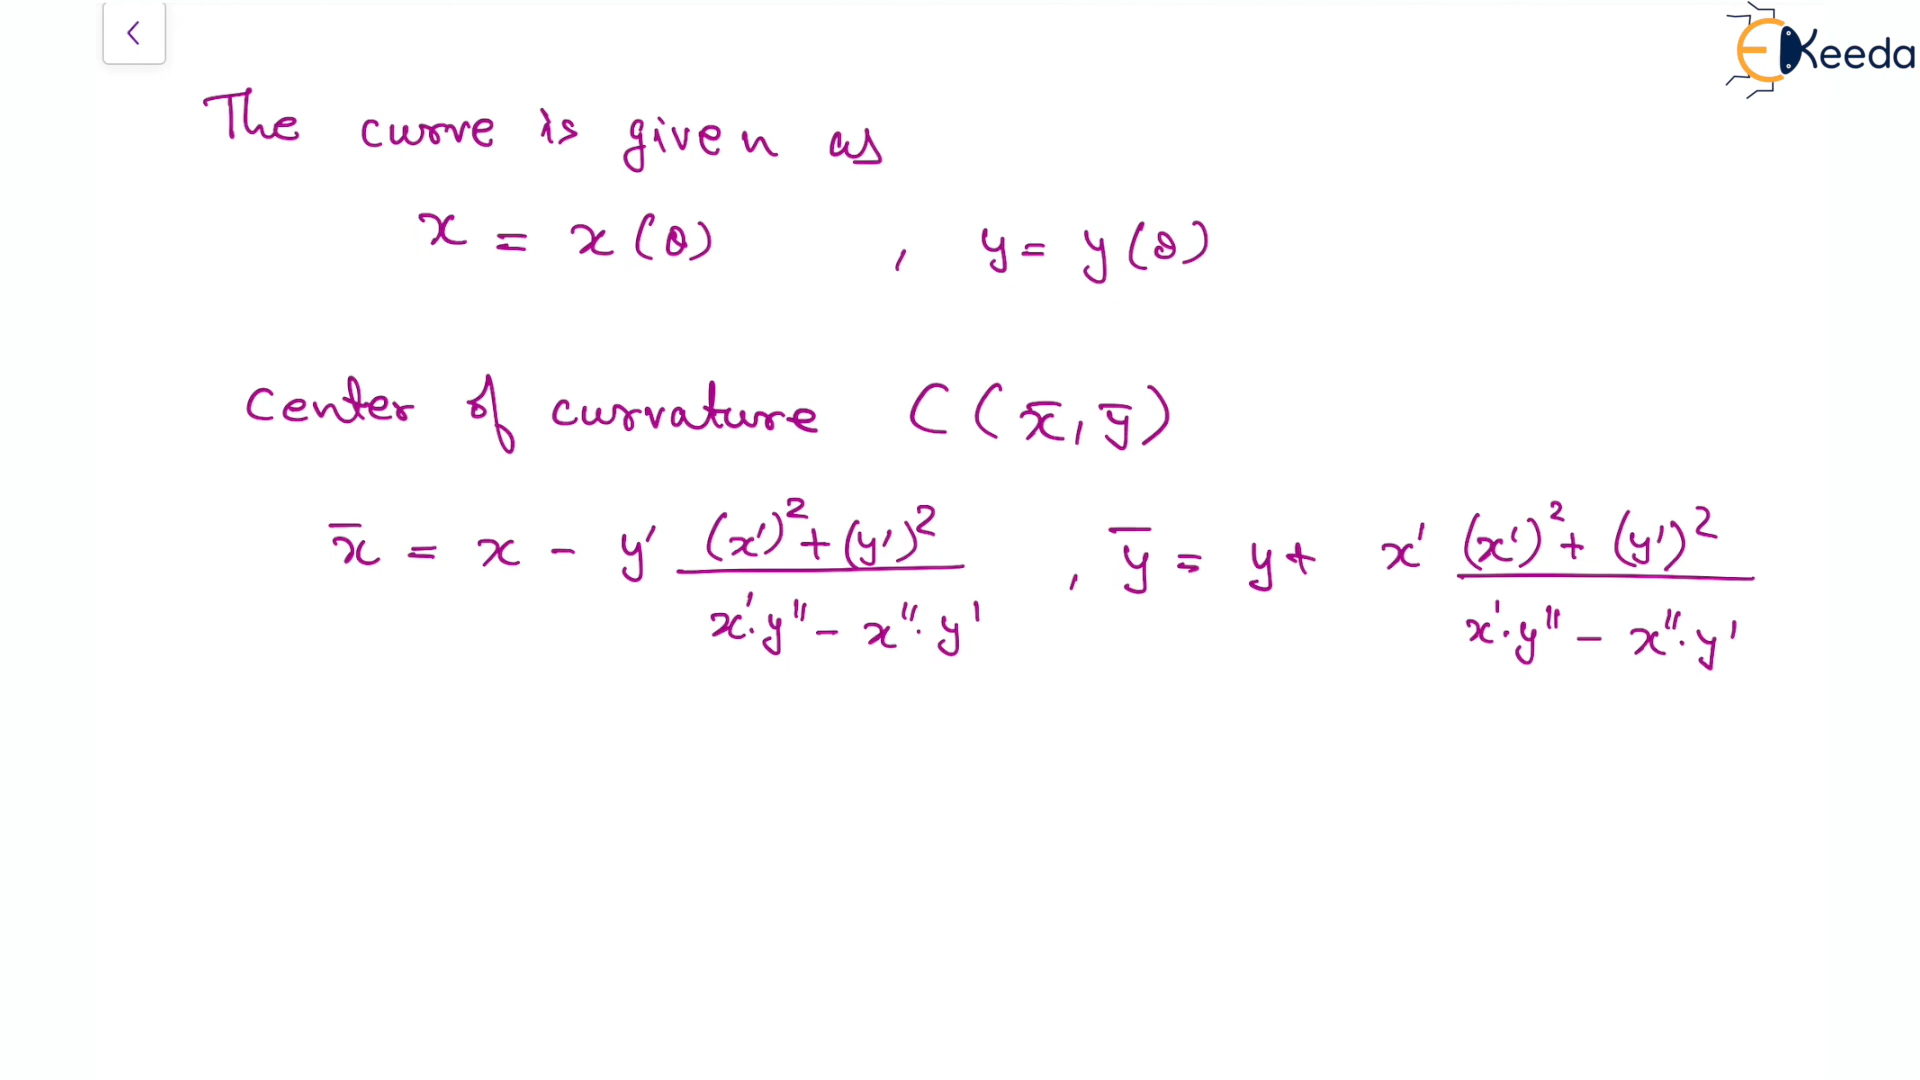 EKeeda
The curve is given as
x = x(θ) , y = y(θ)
Center of curvature C(x̄, ȳ)
x̄ = x - y' ((x')² + (y')²) / (x'·y'' - x''·y') , ȳ = y + x' ((x')² + (y')²) / (x'·y'' - x''·y')